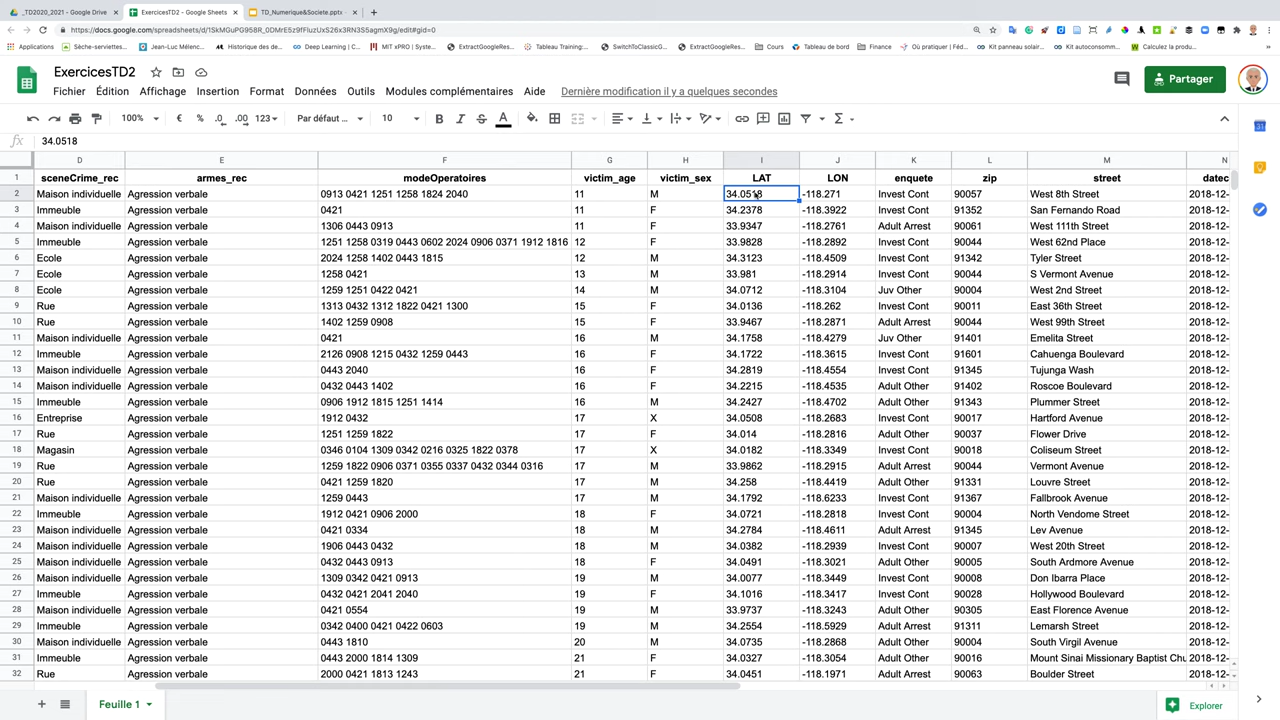 _TD2020_2021 - Google Drive
ExercicesTD2 - Google Sheets
TD_Numerique&Societe.pptx -
https://docs.google.com/spreadsheets/d/1SkMGuPG958R_0DMrE5z9fFluzUxS26x3RN3S5agmX9g/edit#gid=0
Applications Sèche-serviettes... Jean-Luc Mélenc... Historique des de... Deep Learning | C... MIT xPRO | Syste... ExtractGoogleRes... Tableau Training:... SwitchToClassicG... ExtractGoogleRes... Cours Tableau de bord Finance Où pratiquer | Féd... Kit panneau solair... Kit autoconsomm... Calculez la produ...
ExercicesTD2
Fichier Édition Affichage Insertion Format Données Outils Modules complémentaires Aide Dernière modification il y a quelques secondes
Partager
100% € % .0 .00 123 Par défaut ... 10 B I S A
fx 34.0518
D E F G H I J K L M N
1 sceneCrime_rec armes_rec modeOperatoires victim_age victim_sex LAT LON enquete zip street datec
2 Maison individuelle Agression verbale 0913 0421 1251 1258 1824 2040 11 M 34.0518 -118.271 Invest Cont 90057 West 8th Street 2018-12-
3 Immeuble Agression verbale 0421 11 F 34.2378 -118.3922 Invest Cont 91352 San Fernando Road 2018-12-
4 Maison individuelle Agression verbale 1306 0443 0913 11 F 33.9347 -118.2761 Adult Arrest 90061 West 111th Street 2018-12-
5 Immeuble Agression verbale 1251 1258 0319 0443 0602 2024 0906 0371 1912 1816 12 F 33.9828 -118.2892 Invest Cont 90044 West 62nd Place 2018-12-
6 Ecole Agression verbale 2024 1258 1402 0443 1815 12 M 34.3123 -118.4509 Invest Cont 91342 Tyler Street 2018-12-
7 Ecole Agression verbale 1258 0421 13 M 33.981 -118.2914 Invest Cont 90044 S Vermont Avenue 2018-12-
8 Ecole Agression verbale 1259 1251 0422 0421 14 M 34.0712 -118.3104 Juv Other 90004 West 2nd Street 2018-12-
9 Rue Agression verbale 1313 0432 1312 1822 0421 1300 15 F 34.0136 -118.262 Invest Cont 90011 East 36th Street 2018-12-
10 Rue Agression verbale 1402 1259 0908 15 F 33.9467 -118.2871 Adult Arrest 90044 West 99th Street 2018-12-
11 Maison individuelle Agression verbale 0421 16 M 34.1758 -118.4279 Juv Other 91401 Emelita Street 2018-12-
12 Immeuble Agression verbale 2126 0908 1215 0432 1259 0443 16 F 34.1722 -118.3615 Invest Cont 91601 Cahuenga Boulevard 2018-12-
13 Maison individuelle Agression verbale 0443 2040 16 F 34.2819 -118.4554 Invest Cont 91345 Tujunga Wash 2018-12-
14 Maison individuelle Agression verbale 0432 0443 1402 16 F 34.2215 -118.4535 Adult Other 91402 Roscoe Boulevard 2018-12-
15 Immeuble Agression verbale 0906 1912 1815 1251 1414 16 M 34.2427 -118.4702 Adult Other 91343 Plummer Street 2018-12-
16 Entreprise Agression verbale 1912 0432 17 X 34.0508 -118.2683 Invest Cont 90017 Hartford Avenue 2018-12-
17 Rue Agression verbale 1251 1259 1822 17 F 34.014 -118.2816 Adult Other 90037 Flower Drive 2018-12-
18 Magasin Agression verbale 0346 0104 1309 0342 0216 0325 1822 0378 17 X 34.0182 -118.3349 Invest Cont 90018 Coliseum Street 2018-12-
19 Rue Agression verbale 1259 1822 0906 0371 0355 0337 0432 0344 0316 17 M 33.9862 -118.2915 Adult Other 90044 Vermont Avenue 2018-12-
20 Rue Agression verbale 0421 1259 1820 17 M 34.258 -118.4419 Adult Other 91331 Louvre Street 2018-12-
21 Maison individuelle Agression verbale 1259 0443 17 M 34.1792 -118.6233 Invest Cont 91367 Fallbrook Avenue 2018-12-
22 Immeuble Agression verbale 1912 0421 0906 2000 18 F 34.0721 -118.2818 Invest Cont 90004 North Vendome Street 2018-12-
23 Maison individuelle Agression verbale 0421 0334 18 M 34.2784 -118.4611 Adult Arrest 91345 Lev Avenue 2018-12-
24 Maison individuelle Agression verbale 1906 0443 0432 18 M 34.0382 -118.2939 Adult Other 90007 West 20th Street 2018-12-
25 Maison individuelle Agression verbale 0432 0443 0913 18 F 34.0491 -118.3021 Adult Other 90005 South Ardmore Avenue 2018-12-
26 Maison individuelle Agression verbale 1309 0342 0421 0913 19 M 34.0077 -118.3449 Invest Cont 90008 Don Ibarra Place 2018-12-
27 Immeuble Agression verbale 0432 0421 2041 2040 19 F 34.1016 -118.3417 Invest Cont 90028 Hollywood Boulevard 2018-12-
28 Maison individuelle Agression verbale 0421 0554 19 M 33.9737 -118.3243 Adult Other 90305 East Florence Avenue 2018-12-
29 Immeuble Agression verbale 0342 0400 0421 0422 0603 19 M 34.2554 -118.5929 Adult Arrest 91311 Lemarsh Street 2018-12-
30 Maison individuelle Agression verbale 0443 1810 20 M 34.0735 -118.2868 Adult Other 90004 South Virgil Avenue 2018-12-
31 Immeuble Agression verbale 0443 2000 1814 1309 21 F 34.0327 -118.3054 Adult Other 90016 Mount Sinai Missionary Baptist Chu 2018-12-
32 Rue Agression verbale 2000 0421 1813 1243 21 F 34.0451 -118.1971 Adult Arrest 90063 Boulder Street 2018-12-
Feuille 1
Explorer